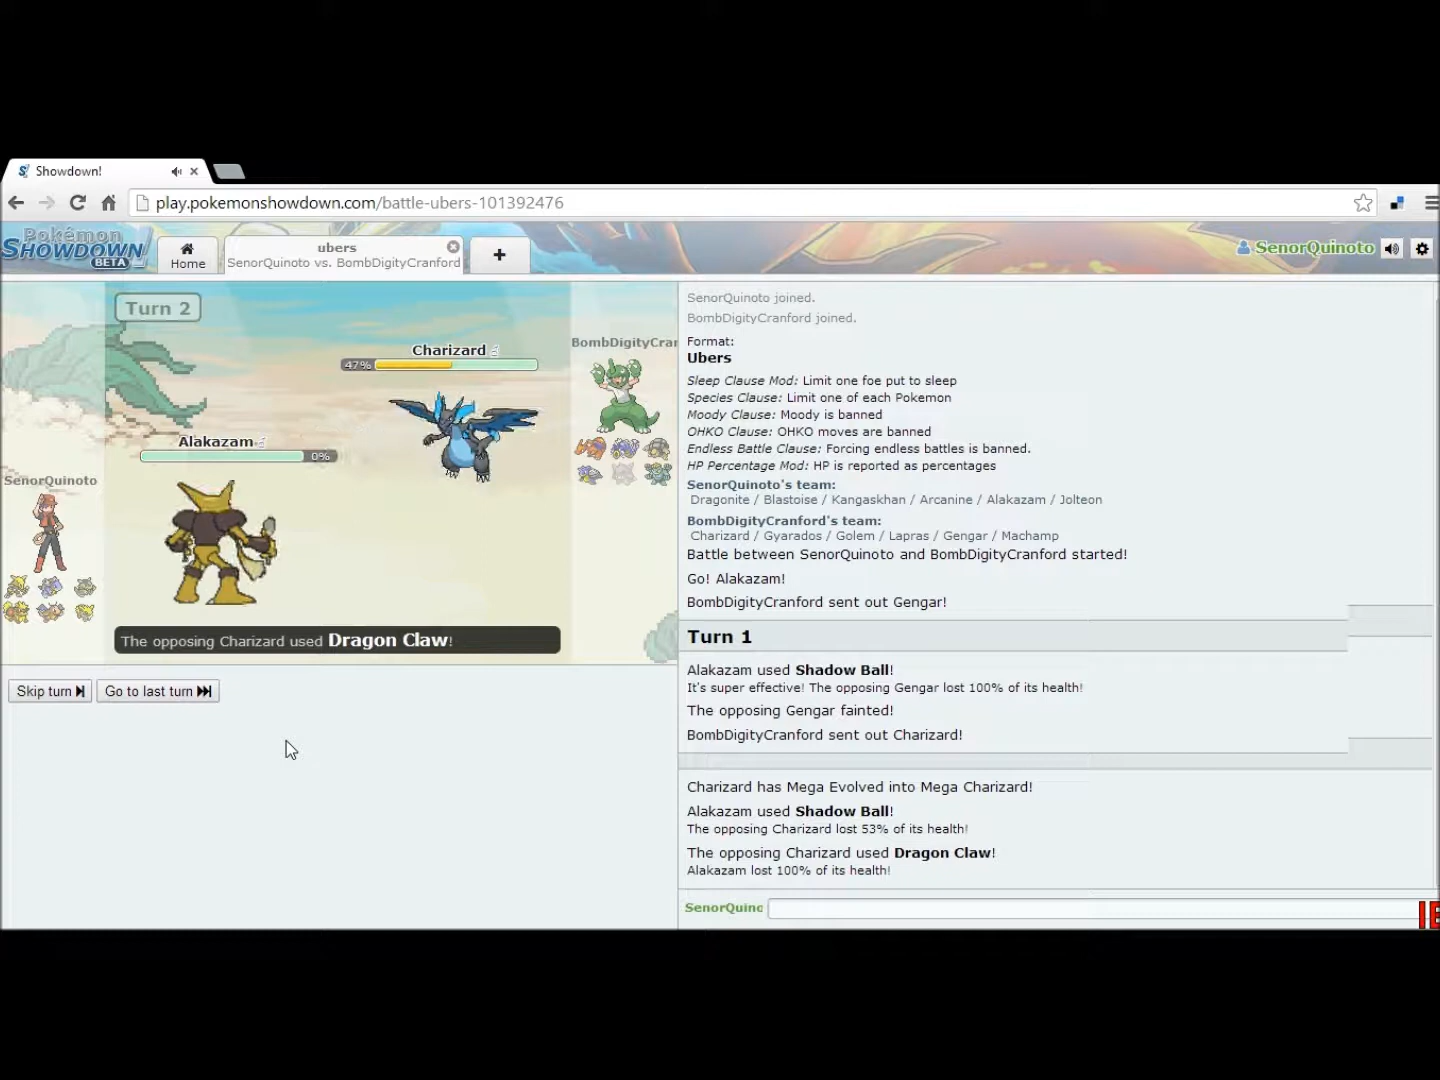 Showdown!
play.pokemonshowdown.com/battle-ubers-101392476
Pokémon
SHOWDOWN
BETA
Home
ubers
SenorQuinoto vs. BombDigityCranford
+
SenorQuinoto
Turn 2
Charizard
47%
BombDigityCran
Alakazam
0%
SenorQuinoto
The opposing Charizard used Dragon Claw!
Skip turn
Go to last turn
SenorQuinoto joined.
BombDigityCranford joined.
Format:
Ubers
Sleep Clause Mod: Limit one foe put to sleep
Species Clause: Limit one of each Pokemon
Moody Clause: Moody is banned
OHKO Clause: OHKO moves are banned
Endless Battle Clause: Forcing endless battles is banned.
HP Percentage Mod: HP is reported as percentages
SenorQuinoto's team:
Dragonite / Blastoise / Kangaskhan / Arcanine / Alakazam / Jolteon
BombDigityCranford's team:
Charizard / Gyarados / Golem / Lapras / Gengar / Machamp
Battle between SenorQuinoto and BombDigityCranford started!
Go! Alakazam!
BombDigityCranford sent out Gengar!
Turn 1
Alakazam used Shadow Ball!
It's super effective! The opposing Gengar lost 100% of its health!
The opposing Gengar fainted!
BombDigityCranford sent out Charizard!
Charizard has Mega Evolved into Mega Charizard!
Alakazam used Shadow Ball!
The opposing Charizard lost 53% of its health!
The opposing Charizard used Dragon Claw!
Alakazam lost 100% of its health!
SenorQuino